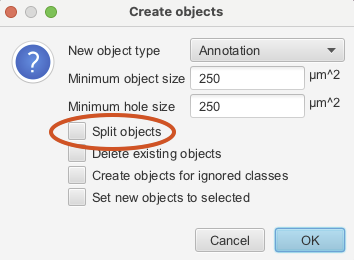 Create objects
New object type Annotation
Minimum object size 250 µm^2
Minimum hole size 250 µm^2
Split objects
Delete existing objects
Create objects for ignored classes
Set new objects to selected
Cancel OK